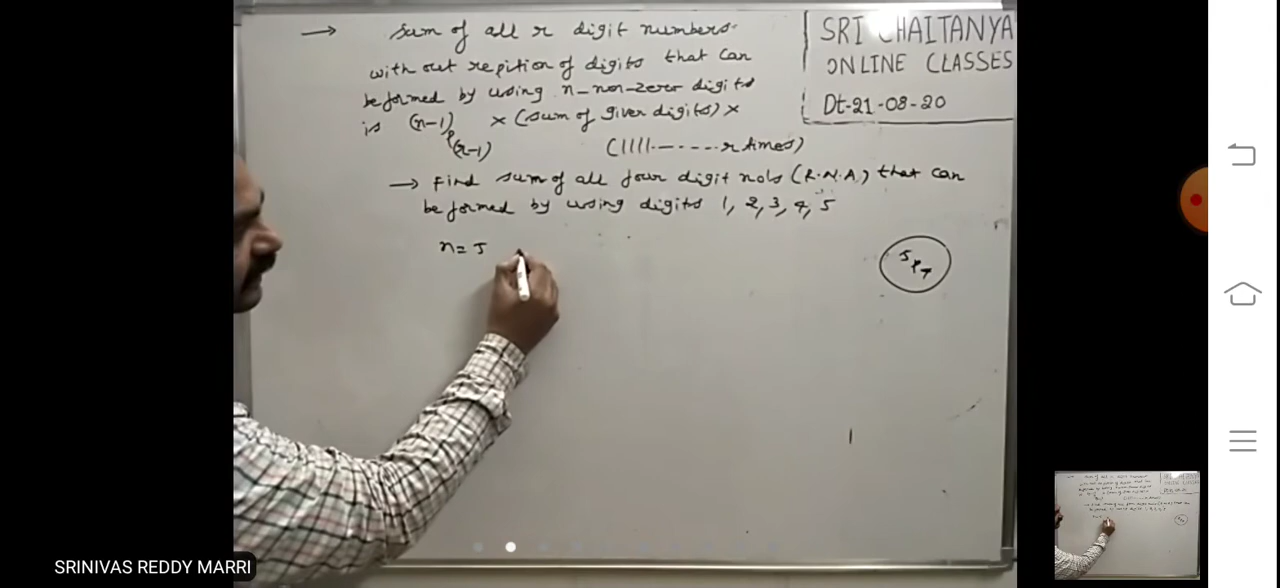 → Sum of all r digit numbers
with out repition of digits that can
be formed by using n-non-zero digits
is (n-1)P(r-1) × (sum of given digits) ×
(1111-----r times)
→ Find sum of all four digit no!s (R.N.A) that can
be formed by using digits 1, 2, 3, 4, 5
n = 5
5P4
SRI CHAITANYA
ONLINE CLASSES
Dt-21-08-20
SRINIVAS REDDY MARRI